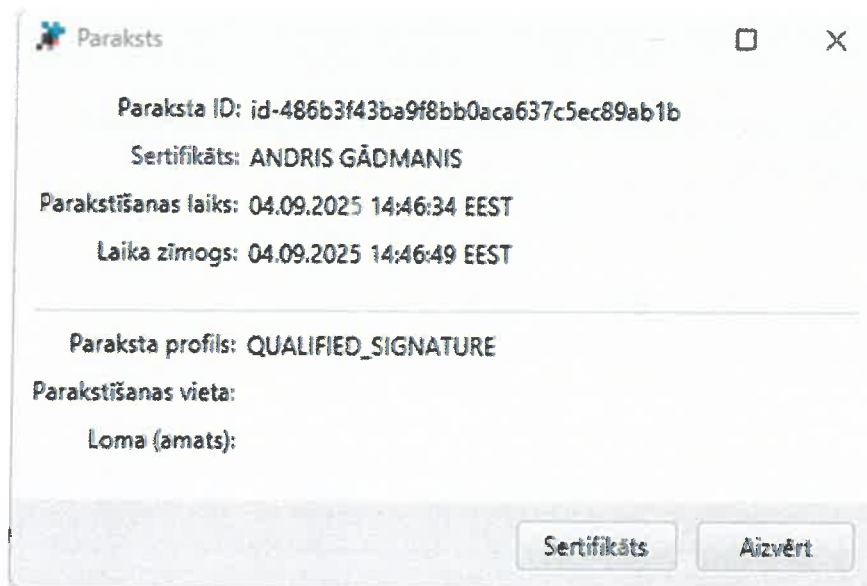 Paraksts
Paraksta ID: id-486b3f43ba9f8bb0aca637c5ec89ab1b
Sertifikāts: ANDRIS GĀDMANIS
Parakstīšanas laiks: 04.09.2025 14:46:34 EEST
Laika zīmogs: 04.09.2025 14:46:49 EEST
Paraksta profils: QUALIFIED_SIGNATURE
Parakstīšanas vieta:
Loma (amats):
Sertifikāts Aizvērt